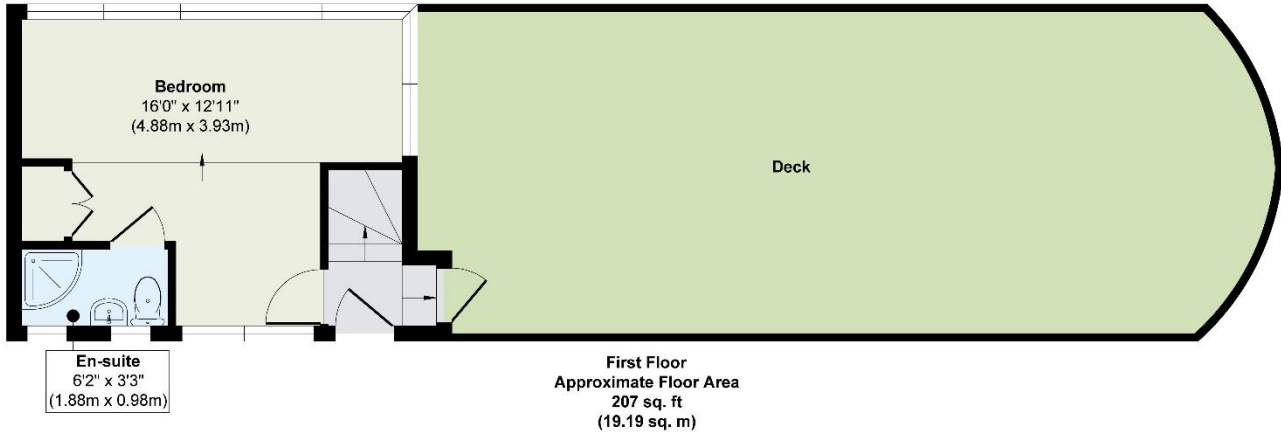 Bedroom
16'0" x 12'11"
(4.88m x 3.93m)
Deck
En-suite
6'2" x 3'3"
(1.88m x 0.98m)
First Floor
Approximate Floor Area
207 sq. ft
(19.19 sq. m)